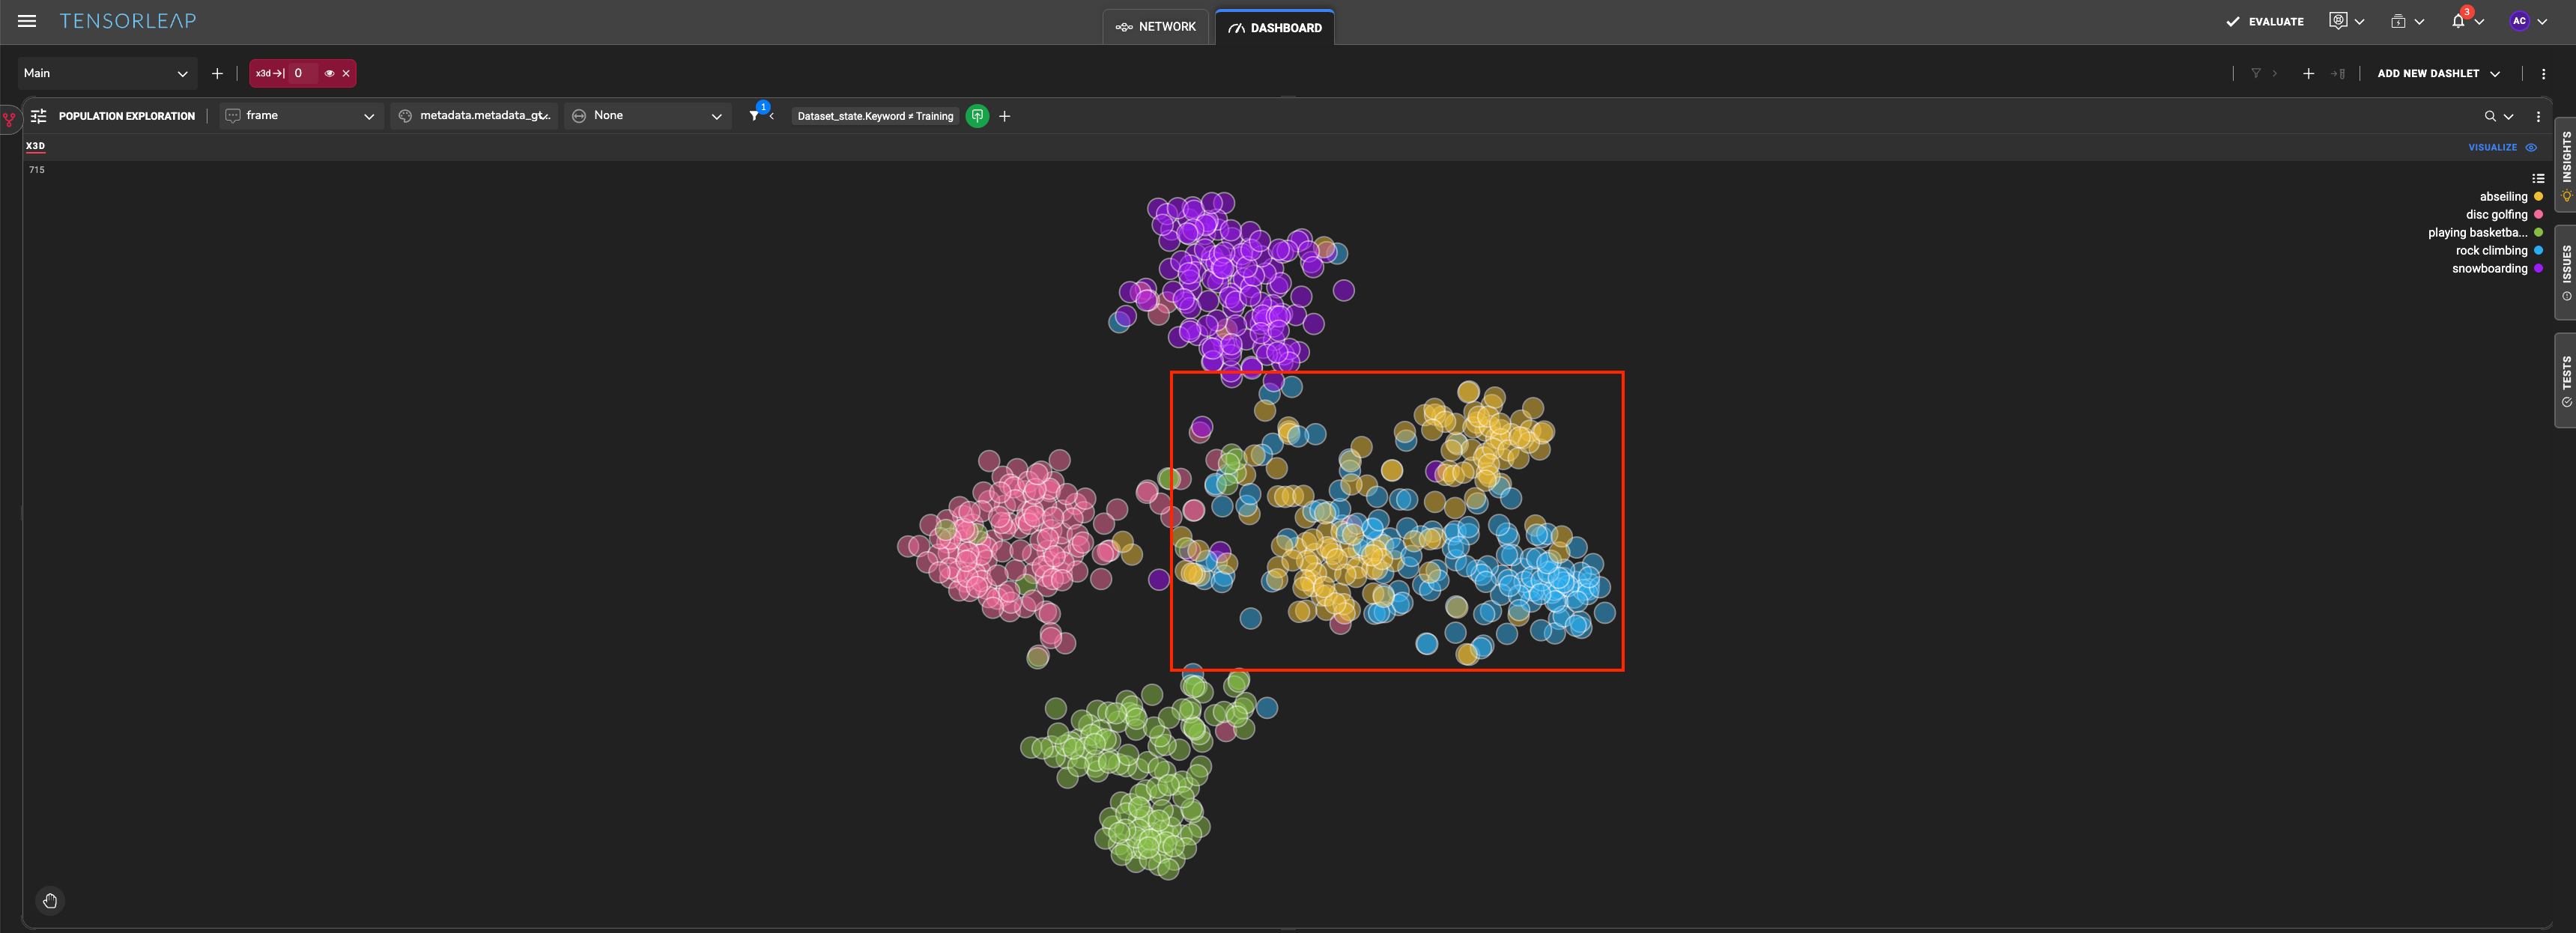 TENSORLEAP
NETWORK
DASHBOARD
EVALUATE
3
AC
Main
x3d
0
ADD NEW DASHLET
POPULATION EXPLORATION
frame
metadata.metadata_gt..
None
1
Dataset_state.Keyword ≠ Training
X3D
VISUALIZE
715
abseiling
disc golfing
playing basketba...
rock climbing
snowboarding
INSIGHTS
ISSUES
TESTS